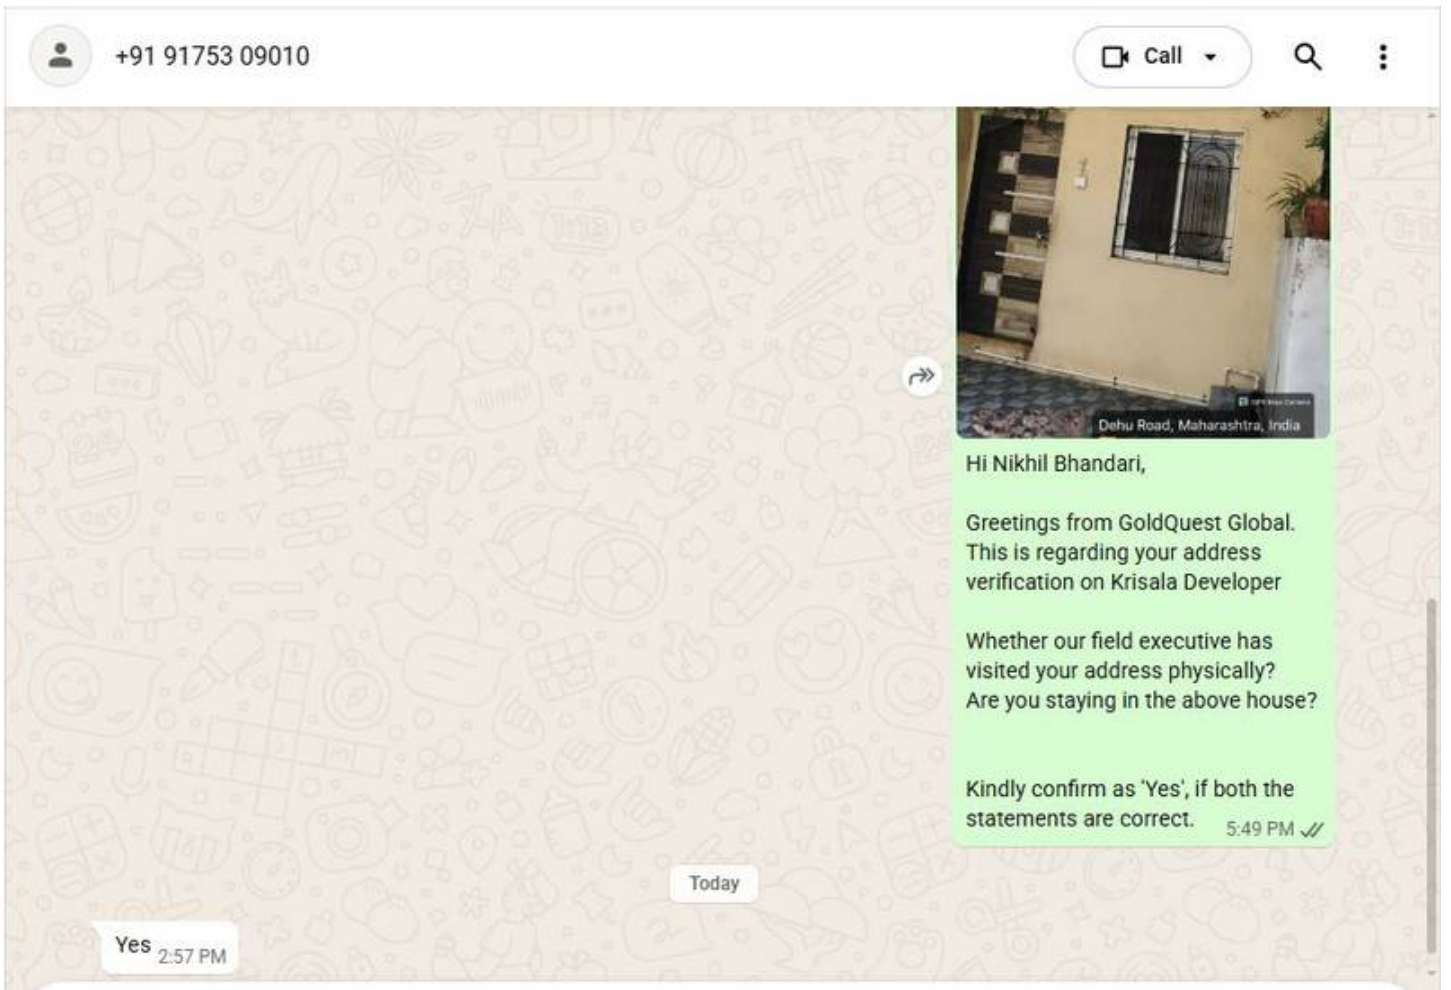 +91 91753 09010
Call
GPS Map Camera
Dehu Road, Maharashtra, India
Hi Nikhil Bhandari,
Greetings from GoldQuest Global.
This is regarding your address
verification on Krisala Developer
Whether our field executive has
visited your address physically?
Are you staying in the above house?
Kindly confirm as 'Yes', if both the
statements are correct.
5:49 PM
Today
Yes 2:57 PM